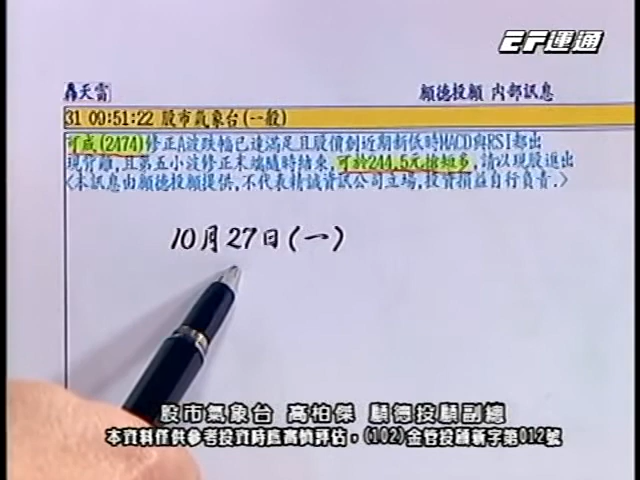 EF運通
轟天雷 顧德投顧 內部訊息
31 09:51:22 股市氣象台(一般)
可成(2474)修正A波跌幅已達滿足且股價創近期新低時MACD與RSI都出
現背離,且第五小波修正末端隨時結束,可於244.5元搶短多,請以現股進出
<本訊息由顧德投顧提供,不代表精誠資訊公司立場,投資損益自行負責.>
10月27日(一)
股市氣象台 高柏傑 顧德投顧副總
本資料僅供參考投資時應審慎評估，(102)金管投顧新字第012號